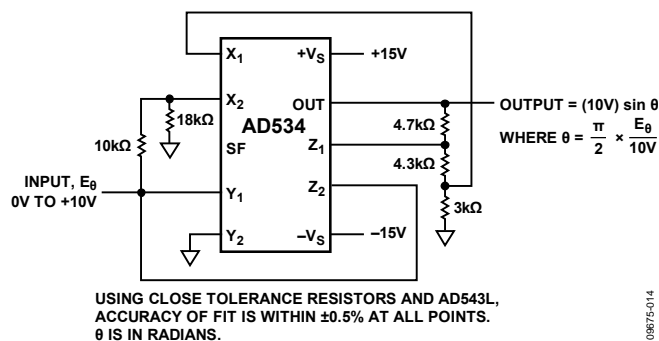 X1
+VS
+15V
X2
OUT
OUTPUT = (10V) sin θ
18kΩ
AD534
4.7kΩ
WHERE θ = π/2 × Eθ/10V
10kΩ
SF
Z1
4.3kΩ
INPUT, Eθ
0V TO +10V
Y1
Z2
3kΩ
Y2
–VS
–15V
USING CLOSE TOLERANCE RESISTORS AND AD543L,
ACCURACY OF FIT IS WITHIN ±0.5% AT ALL POINTS.
θ IS IN RADIANS.
09675-014